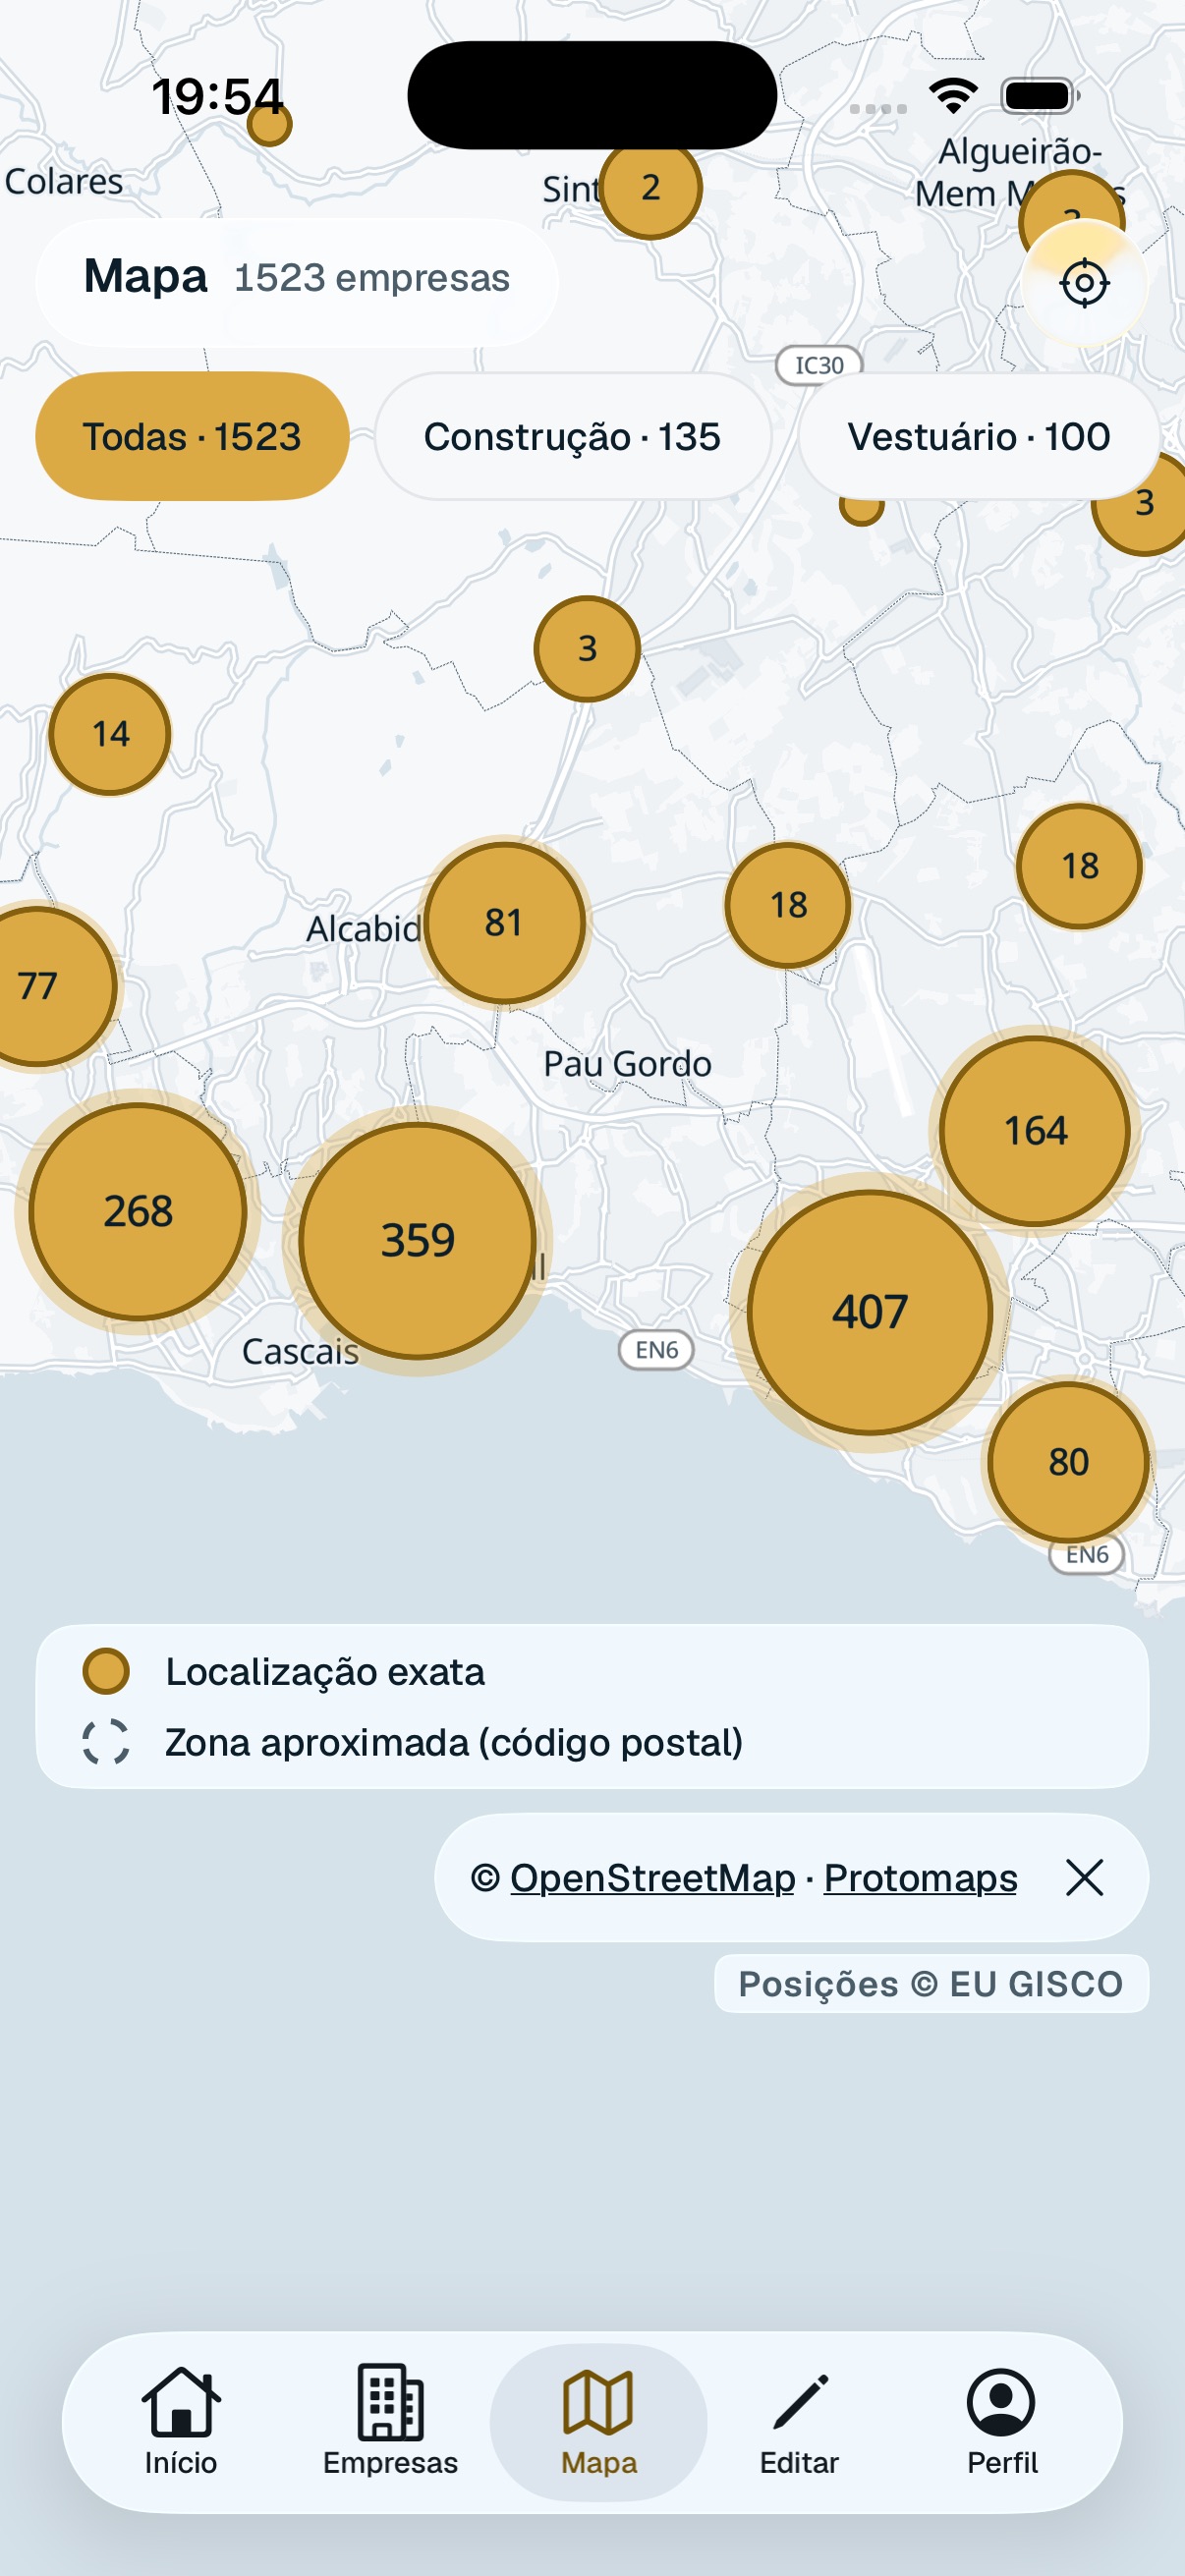 19:54
Algueirão-
Colares
Sint
2
Mem M
Mapa 1523 empresas
IC30
Todas · 1523
Construção · 135
Vestuário · 100
3
3
14
18
81
18
Alcabid
77
Pau Gordo
164
268
359
407
Cascais
EN6
80
EN6
Localização exata
Zona aproximada (código postal)
© OpenStreetMap · Protomaps
Posições © EU GISCO
Início
Empresas
Mapa
Editar
Perfil